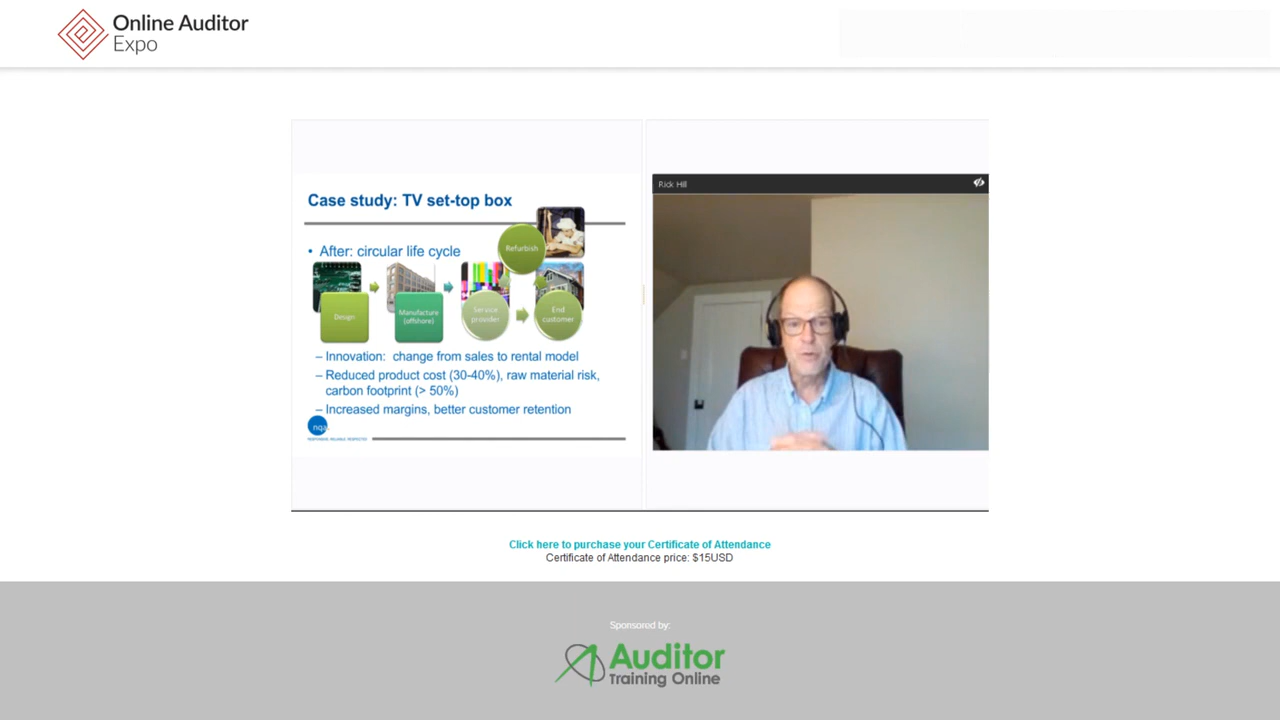 Online Auditor
Expo
Case study: TV set-top box
• After: circular life cycle
Refurbish
Design
Manufacture
(offshore)
Service
provider
End
customer
– Innovation: change from sales to rental model
– Reduced product cost (30-40%), raw material risk,
carbon footprint (> 50%)
– Increased margins, better customer retention
nqa
RESPONSIVE. RELIABLE. RESPECTED
Rick Hill
Click here to purchase your Certificate of Attendance
Certificate of Attendance price: $15USD
Sponsored by:
Auditor
Training Online